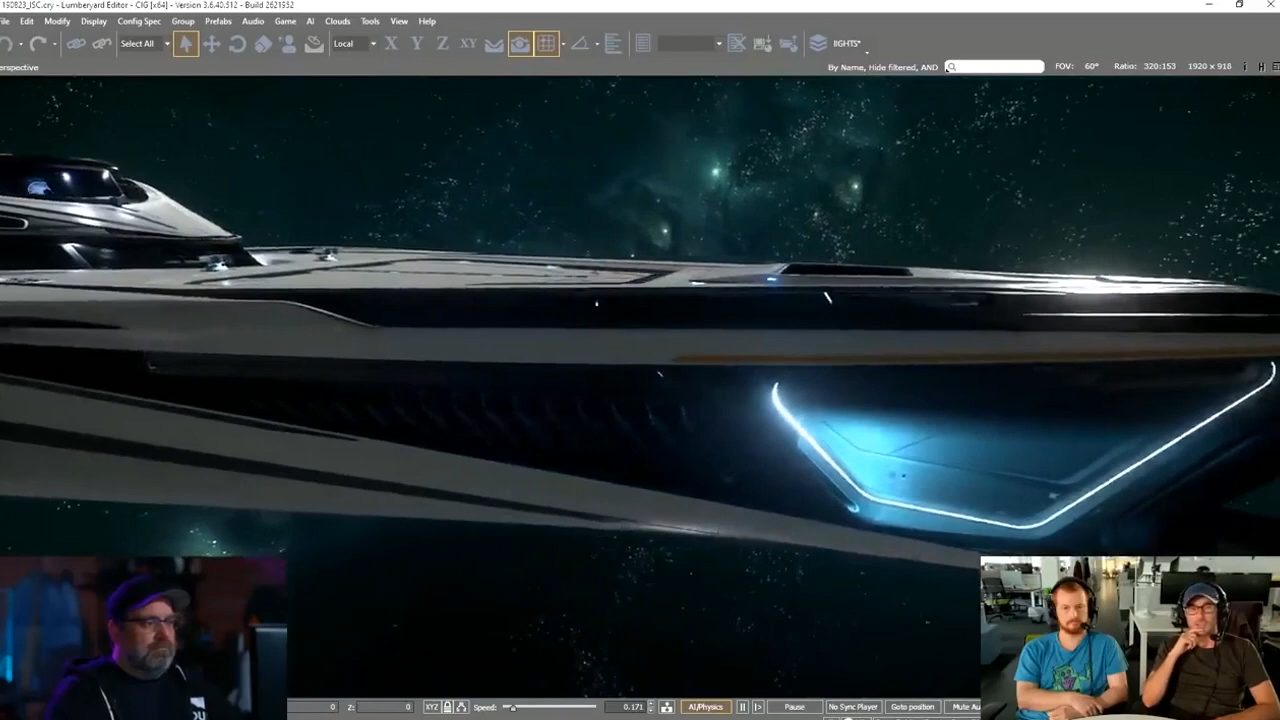 150823_ISC.cry - Lumberyard Editor - CIG [x64] - Version 3.6.40.512 - Build 2621952
File Edit Modify Display Config Spec Group Prefabs Audio Game AI Clouds Tools View Help
Select All Local X Y Z XY
erspective By Name, Hide filtered, AND FOV: 60° Ratio: 320:153 1920 x 918 i H
0 Z: 0 XYZ Speed: 0.171 AI/Physics Pause No Sync Player Goto position Mute Au